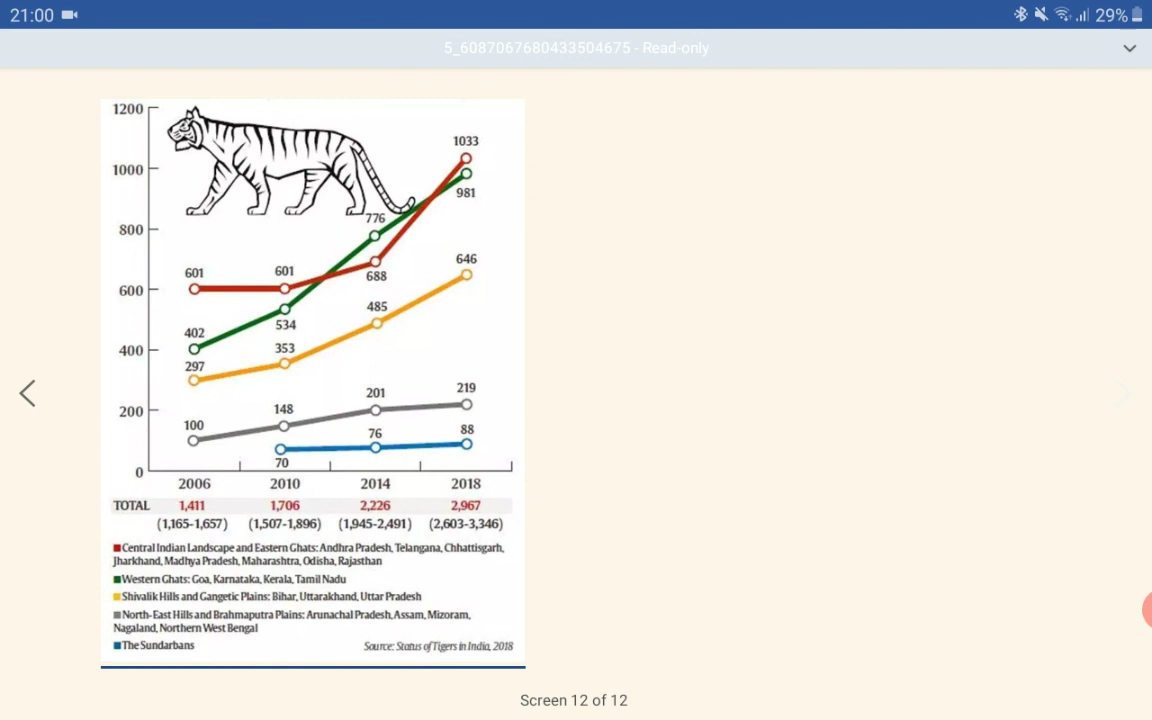 21:00
29%
5_6087067680433504675 - Read-only
1200
1033
1000
981
776
800
646
601
601
688
600
485
402
534
400
297
353
201
219
200
100
148
76
88
70
0
2006 2010 2014 2018
TOTAL 1,411 1,706 2,226 2,967
(1,165-1,657) (1,507-1,896) (1,945-2,491) (2,603-3,346)
Central Indian Landscape and Eastern Ghats: Andhra Pradesh, Telangana, Chhattisgarh,
Jharkhand, Madhya Pradesh, Maharashtra, Odisha, Rajasthan
Western Ghats: Goa, Karnataka, Kerala, Tamil Nadu
Shivalik Hills and Gangetic Plains: Bihar, Uttarakhand, Uttar Pradesh
North-East Hills and Brahmaputra Plains: Arunachal Pradesh, Assam, Mizoram,
Nagaland, Northern West Bengal
The Sundarbans
Source: Status of Tigers in India, 2018
Screen 12 of 12